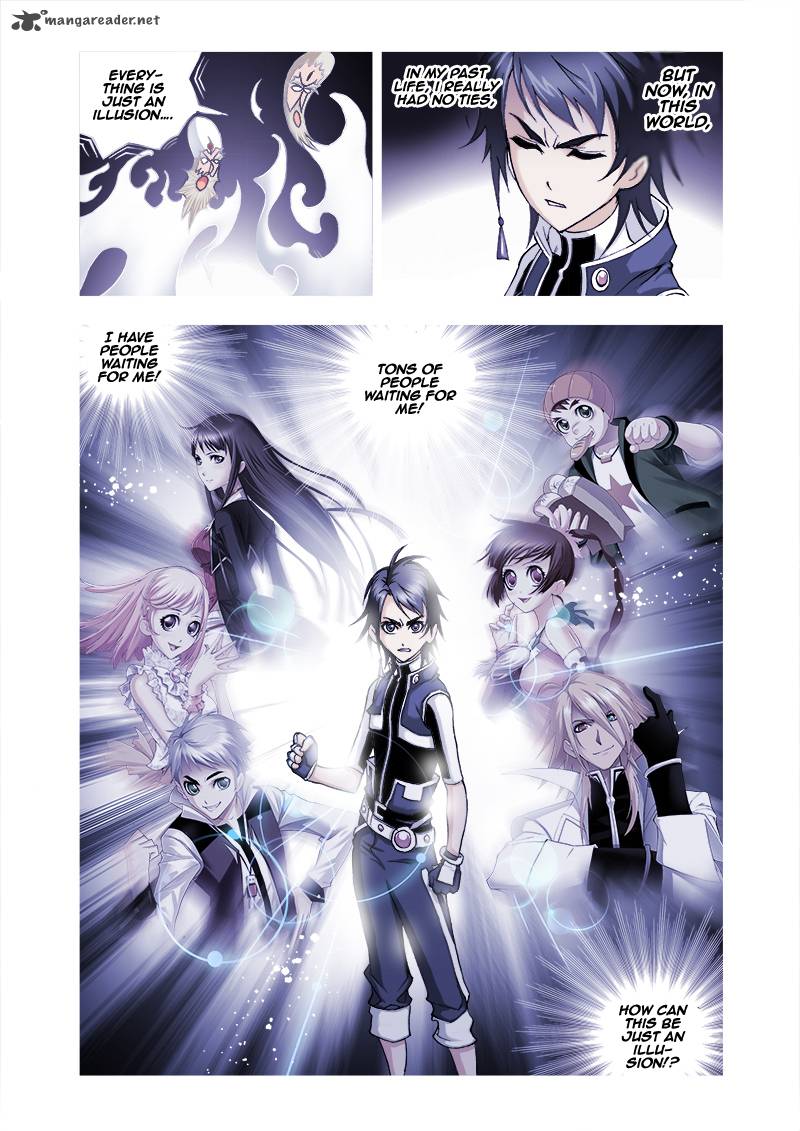 mangareader.net
EVERY-
THING IS
JUST AN
ILLUSION....
IN MY PAST
LIFE, I REALLY
HAD NO TIES,
BUT
NOW, IN
THIS
WORLD,
I HAVE
PEOPLE
WAITING
FOR ME!
TONS OF
PEOPLE
WAITING FOR
ME!
HOW CAN
THIS BE
JUST AN
ILLU-
SION!?